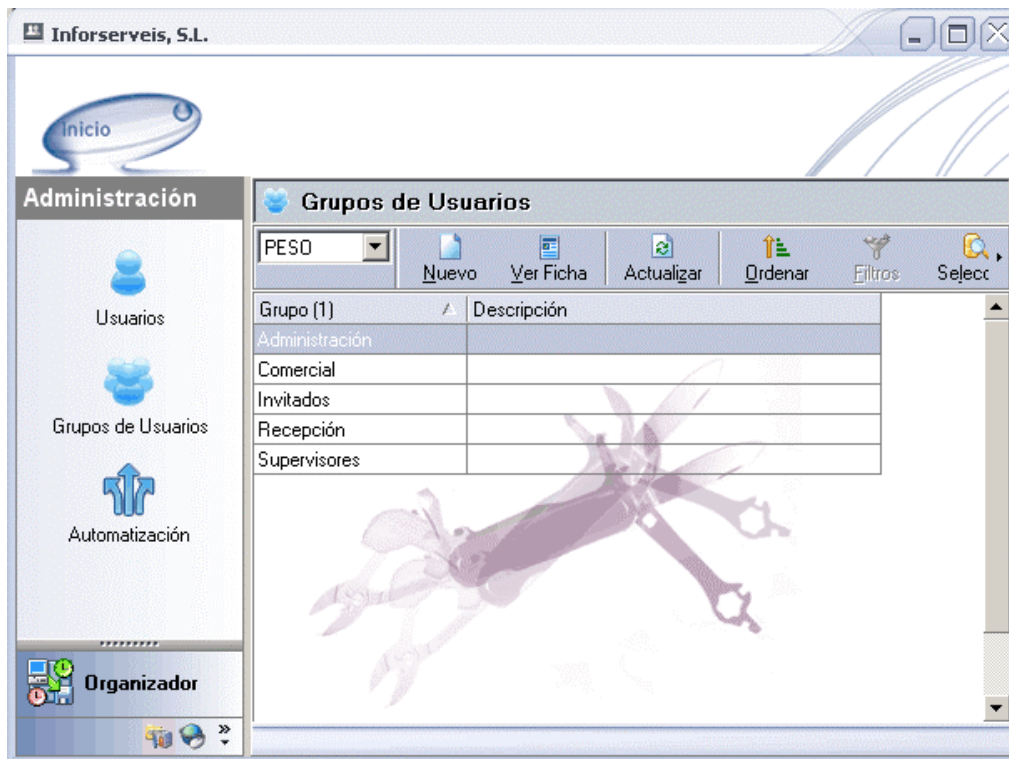 Inforserveis, S.L.
Inicio
Administración
Usuarios
Grupos de Usuarios
Automatización
Organizador
Grupos de Usuarios
PESO
Nuevo
Ver Ficha
Actualizar
Ordenar
Filtros
Selecc
Grupo (1) Descripción
Administración
Comercial
Invitados
Recepción
Supervisores